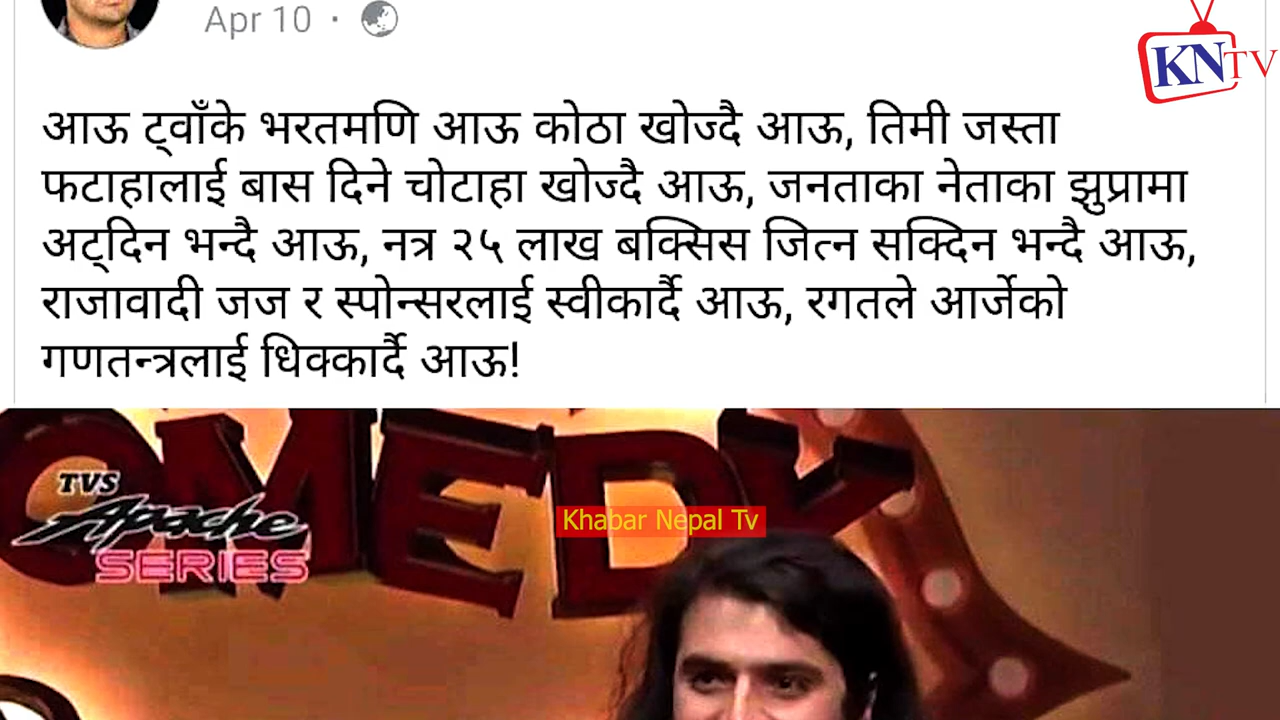 Apr 10 ·
KNTV
आऊ ट्वाँके भरतमणि आऊ कोठा खोज्दै आऊ, तिमी जस्ता
फटाहालाई बास दिने चोटाहा खोज्दै आऊ, जनताका नेताका झुप्रामा
अट्दिन भन्दै आऊ, नत्र २५ लाख बक्सिस जित्न सक्दिन भन्दै आऊ,
राजावादी जज र स्पोन्सरलाई स्वीकार्दै आऊ, रगतले आर्जेको
गणतन्त्रलाई धिक्कार्दै आऊ!
COMEDY
TVS
Apache
SERIES
Khabar Nepal Tv